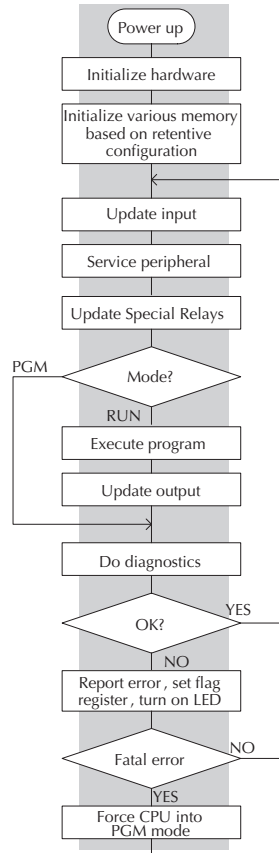 Power up
Initialize hardware
Initialize various memory
based on retentive
configuration
Update input
Service peripheral
Update Special Relays
PGM
Mode?
RUN
Execute program
Update output
Do diagnostics
YES
OK?
NO
Report error , set flag
register , turn on LED
NO
Fatal error
YES
Force CPU into
PGM mode